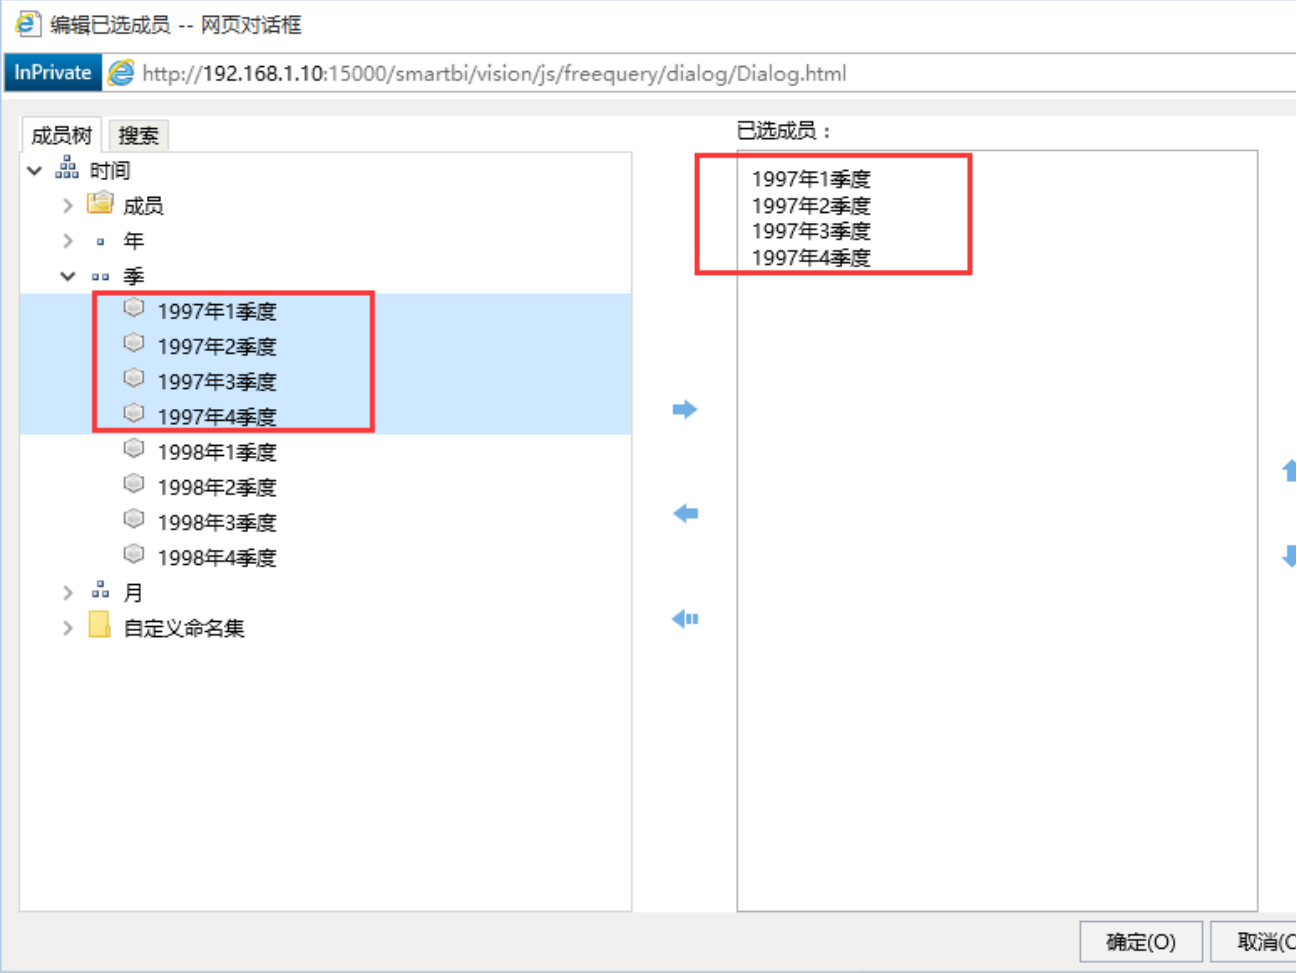 编辑已选成员 -- 网页对话框
InPrivate http://192.168.1.10:15000/smartbi/vision/js/freequery/dialog/Dialog.html
成员树 搜索
时间
成员
年
季
1997年1季度
1997年2季度
1997年3季度
1997年4季度
1998年1季度
1998年2季度
1998年3季度
1998年4季度
月
自定义命名集
已选成员：
1997年1季度
1997年2季度
1997年3季度
1997年4季度
确定(O) 取消(C